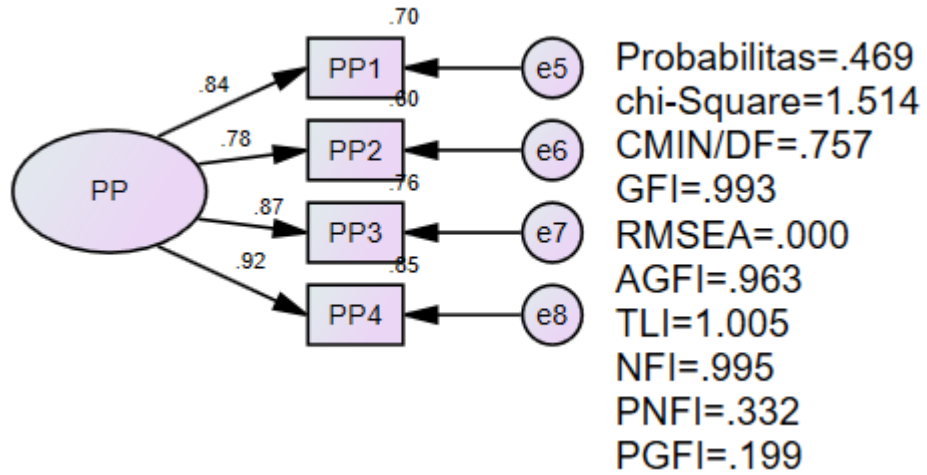 .70
.84
PP1
e5
Probabilitas=.469
chi-Square=1.514
.60
.78
PP2
e6
CMIN/DF=.757
GFI=.993
.76
PP
.87
PP3
e7
RMSEA=.000
AGFI=.963
.85
.92
PP4
e8
TLI=1.005
NFI=.995
PNFI=.332
PGFI=.199